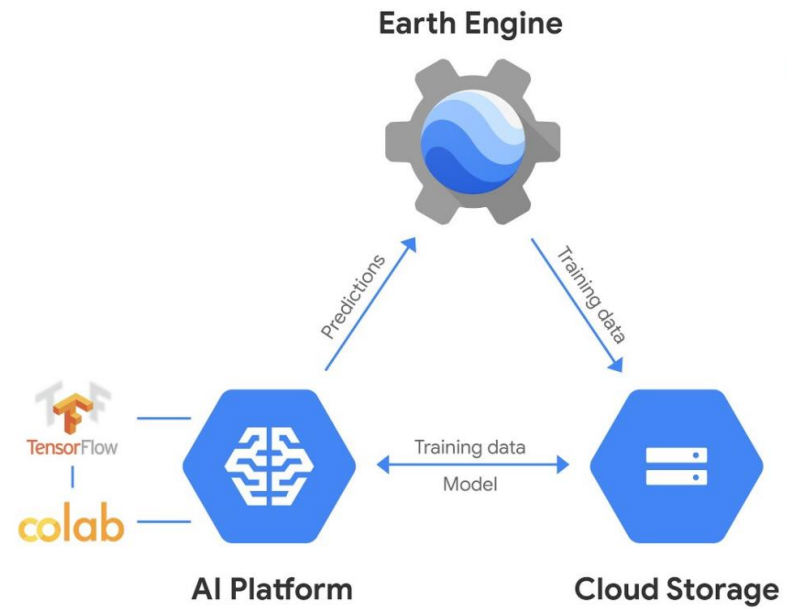 Earth Engine
Predictions
Training data
TensorFlow
Training data
Model
colab
AI Platform
Cloud Storage